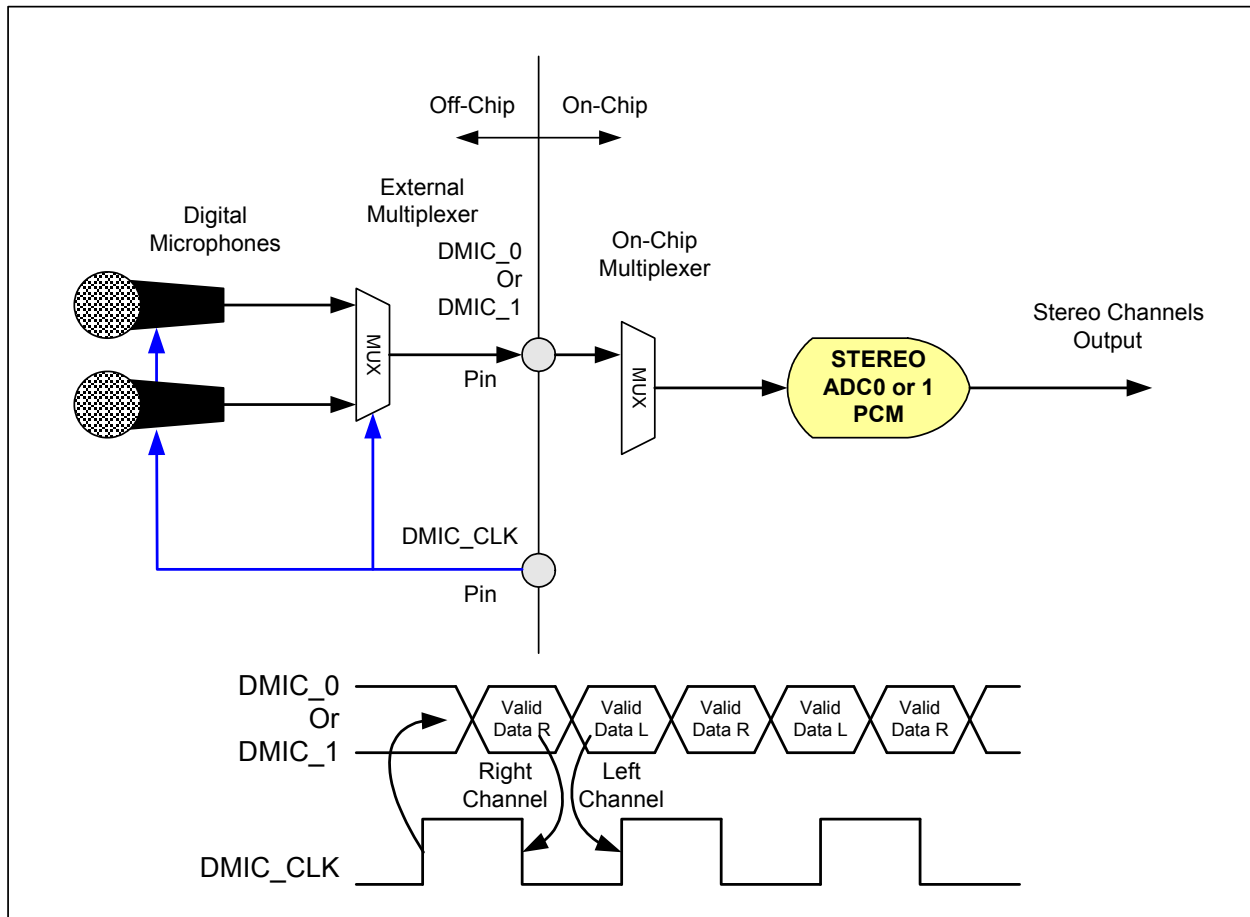 Off-Chip
On-Chip
Digital
Microphones
External
Multiplexer
DMIC_0
Or
DMIC_1
On-Chip
Multiplexer
MUX
Pin
MUX
STEREO
ADC0 or 1
PCM
Stereo Channels
Output
DMIC_CLK
Pin
DMIC_0
Or
DMIC_1
Valid
Data R
Valid
Data L
Valid
Data R
Valid
Data L
Valid
Data R
Right
Channel
Left
Channel
DMIC_CLK